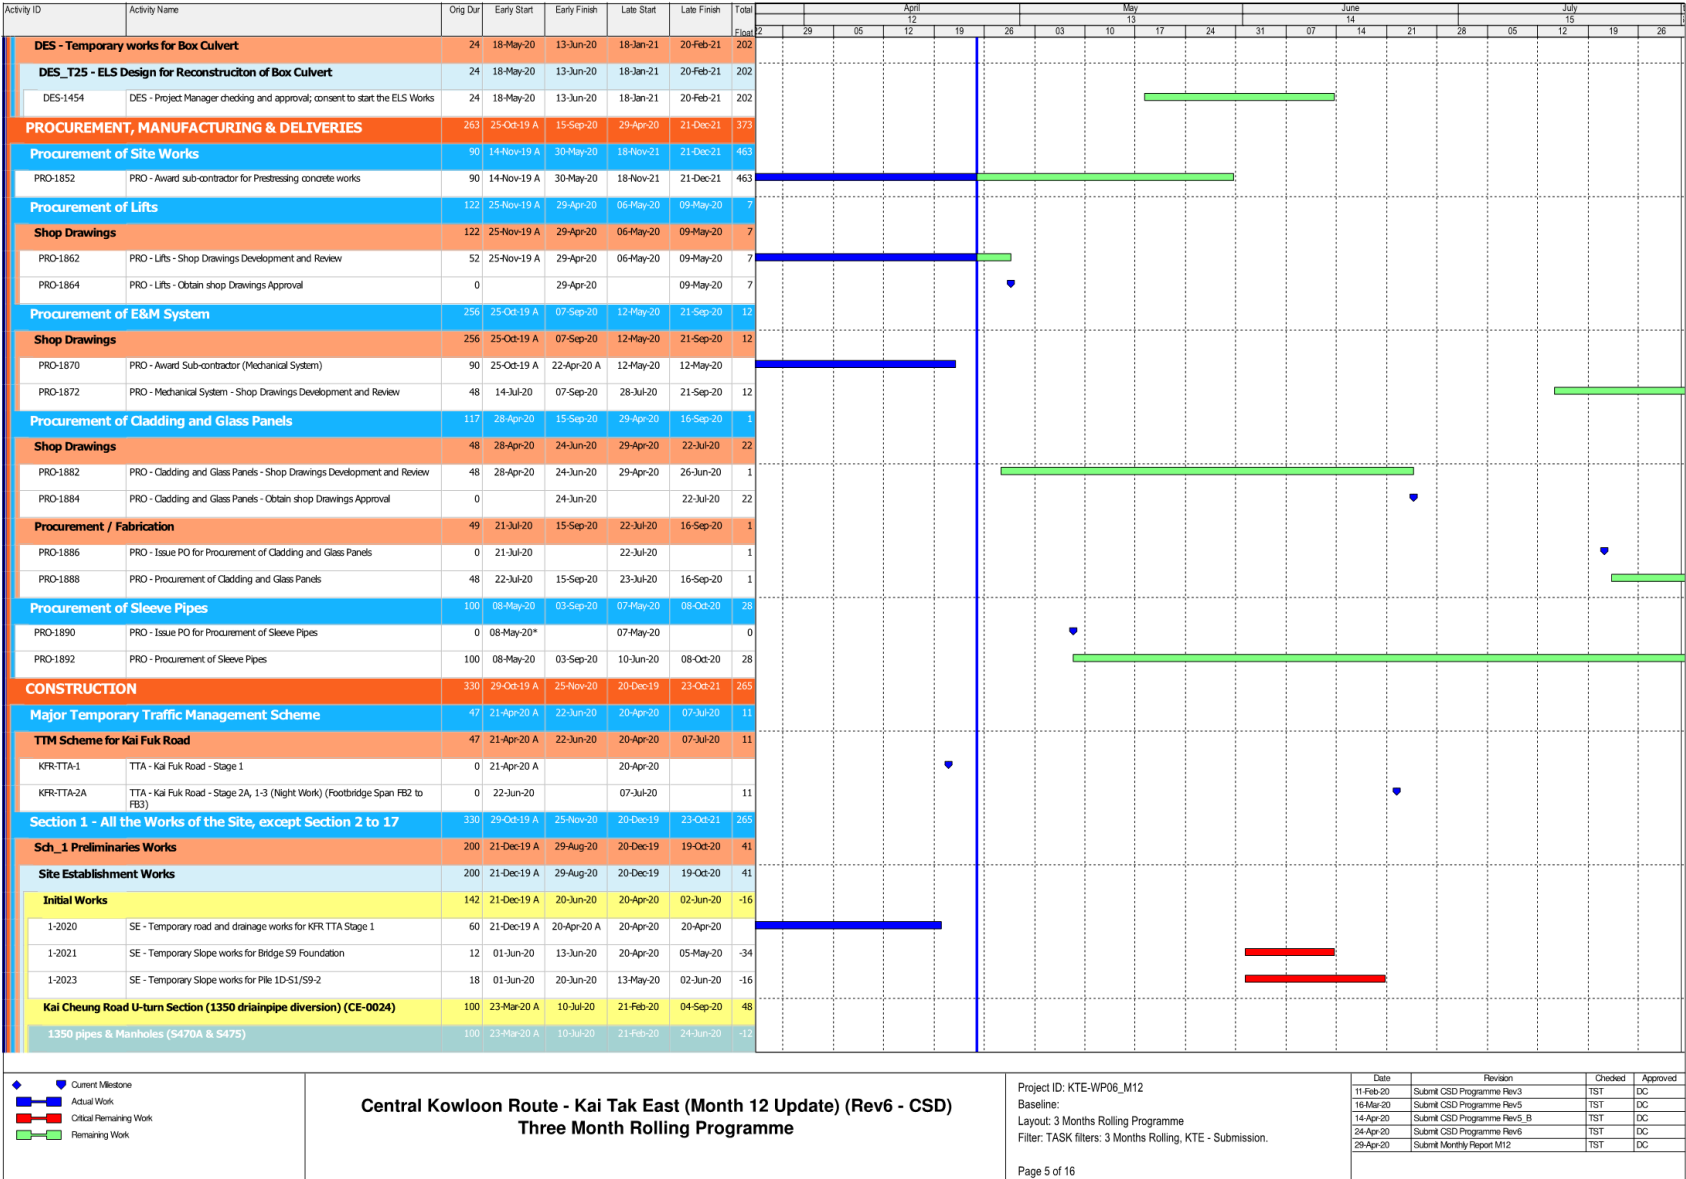 Activity ID Activity Name Orig Dur Early Start Early Finish Late Start Late Finish Total Float
April May June July
12 13 14 15
22 29 05 12 19 26 03 10 17 24 31 07 14 21 28 05 12 19 26
DES - Temporary works for Box Culvert 24 18-May-20 13-Jun-20 18-Jan-21 20-Feb-21 202
DES_T25 - ELS Design for Reconstruciton of Box Culvert 24 18-May-20 13-Jun-20 18-Jan-21 20-Feb-21 202
DES-1454 DES - Project Manager checking and approval; consent to start the ELS Works 24 18-May-20 13-Jun-20 18-Jan-21 20-Feb-21 202
PROCUREMENT, MANUFACTURING & DELIVERIES 263 25-Oct-19 A 15-Sep-20 29-Apr-20 21-Dec-21 373
Procurement of Site Works 90 14-Nov-19 A 30-May-20 18-Nov-21 21-Dec-21 463
PRO-1852 PRO - Award sub-contractor for Prestressing concrete works 90 14-Nov-19 A 30-May-20 18-Nov-21 21-Dec-21 463
Procurement of Lifts 122 25-Nov-19 A 29-Apr-20 06-May-20 09-May-20 7
Shop Drawings 122 25-Nov-19 A 29-Apr-20 06-May-20 09-May-20 7
PRO-1862 PRO - Lifts - Shop Drawings Development and Review 52 25-Nov-19 A 29-Apr-20 06-May-20 09-May-20 7
PRO-1864 PRO - Lifts - Obtain shop Drawings Approval 0 29-Apr-20 09-May-20 7
Procurement of E&M System 256 25-Oct-19 A 07-Sep-20 12-May-20 21-Sep-20 12
Shop Drawings 256 25-Oct-19 A 07-Sep-20 12-May-20 21-Sep-20 12
PRO-1870 PRO - Award Sub-contractor (Mechanical System) 90 25-Oct-19 A 22-Apr-20 A 12-May-20 12-May-20
PRO-1872 PRO - Mechanical System - Shop Drawings Development and Review 48 14-Jul-20 07-Sep-20 28-Jul-20 21-Sep-20 12
Procurement of Cladding and Glass Panels 117 28-Apr-20 15-Sep-20 29-Apr-20 16-Sep-20 1
Shop Drawings 48 28-Apr-20 24-Jun-20 29-Apr-20 22-Jul-20 22
PRO-1882 PRO - Cladding and Glass Panels - Shop Drawings Development and Review 48 28-Apr-20 24-Jun-20 29-Apr-20 26-Jun-20 1
PRO-1884 PRO - Cladding and Glass Panels - Obtain shop Drawings Approval 0 24-Jun-20 22-Jul-20 22
Procurement / Fabrication 49 21-Jul-20 15-Sep-20 22-Jul-20 16-Sep-20 1
PRO-1886 PRO - Issue PO for Procurement of Cladding and Glass Panels 0 21-Jul-20 22-Jul-20 1
PRO-1888 PRO - Procurement of Cladding and Glass Panels 48 22-Jul-20 15-Sep-20 23-Jul-20 16-Sep-20 1
Procurement of Sleeve Pipes 100 08-May-20 03-Sep-20 07-May-20 08-Oct-20 28
PRO-1890 PRO - Issue PO for Procurement of Sleeve Pipes 0 08-May-20* 07-May-20 0
PRO-1892 PRO - Procurement of Sleeve Pipes 100 08-May-20 03-Sep-20 10-Jun-20 08-Oct-20 28
CONSTRUCTION 330 29-Oct-19 A 25-Nov-20 20-Dec-19 23-Oct-21 265
Major Temporary Traffic Management Scheme 47 21-Apr-20 A 22-Jun-20 20-Apr-20 07-Jul-20 11
TTM Scheme for Kai Fuk Road 47 21-Apr-20 A 22-Jun-20 20-Apr-20 07-Jul-20 11
KFR-TTA-1 TTA - Kai Fuk Road - Stage 1 0 21-Apr-20 A 20-Apr-20
KFR-TTA-2A TTA - Kai Fuk Road - Stage 2A, 1-3 (Night Work) (Footbridge Span FB2 to 0 22-Jun-20 07-Jul-20 11
FB3)
Section 1 - All the Works of the Site, except Section 2 to 17 330 29-Oct-19 A 25-Nov-20 20-Dec-19 23-Oct-21 265
Sch_1 Preliminaries Works 200 21-Dec-19 A 29-Aug-20 20-Dec-19 19-Oct-20 41
Site Establishment Works 200 21-Dec-19 A 29-Aug-20 20-Dec-19 19-Oct-20 41
Initial Works 142 21-Dec-19 A 20-Jun-20 20-Apr-20 02-Jun-20 -16
1-2020 SE - Temporary road and drainage works for KFR TTA Stage 1 60 21-Dec-19 A 20-Apr-20 A 20-Apr-20 20-Apr-20
1-2021 SE - Temporary Slope works for Bridge S9 Foundation 12 01-Jun-20 13-Jun-20 20-Apr-20 05-May-20 -34
1-2023 SE - Temporary Slope works for Pile 1D-S1/S9-2 18 01-Jun-20 20-Jun-20 13-May-20 02-Jun-20 -16
Kai Cheung Road U-turn Section (1350 driainpipe diversion) (CE-0024) 100 23-Mar-20 A 10-Jul-20 21-Feb-20 04-Sep-20 48
1350 pipes & Manholes (S470A & S475) 100 23-Mar-20 A 10-Jul-20 21-Feb-20 24-Jun-20 -12
Current Milestone
Actual Work
Critical Remaining Work
Remaining Work
Central Kowloon Route - Kai Tak East (Month 12 Update) (Rev6 - CSD)
Three Month Rolling Programme
Project ID: KTE-WP06_M12
Baseline:
Layout: 3 Months Rolling Programme
Filter: TASK filters: 3 Months Rolling, KTE - Submission.
Page 5 of 16
Date Revision Checked Approved
11-Feb-20 Submit CSD Programme Rev3 TST DC
16-Mar-20 Submit CSD Programme Rev5 TST DC
14-Apr-20 Submit CSD Programme Rev5_B TST DC
24-Apr-20 Submit CSD Programme Rev6 TST DC
29-Apr-20 Submit Monthly Report M12 TST DC